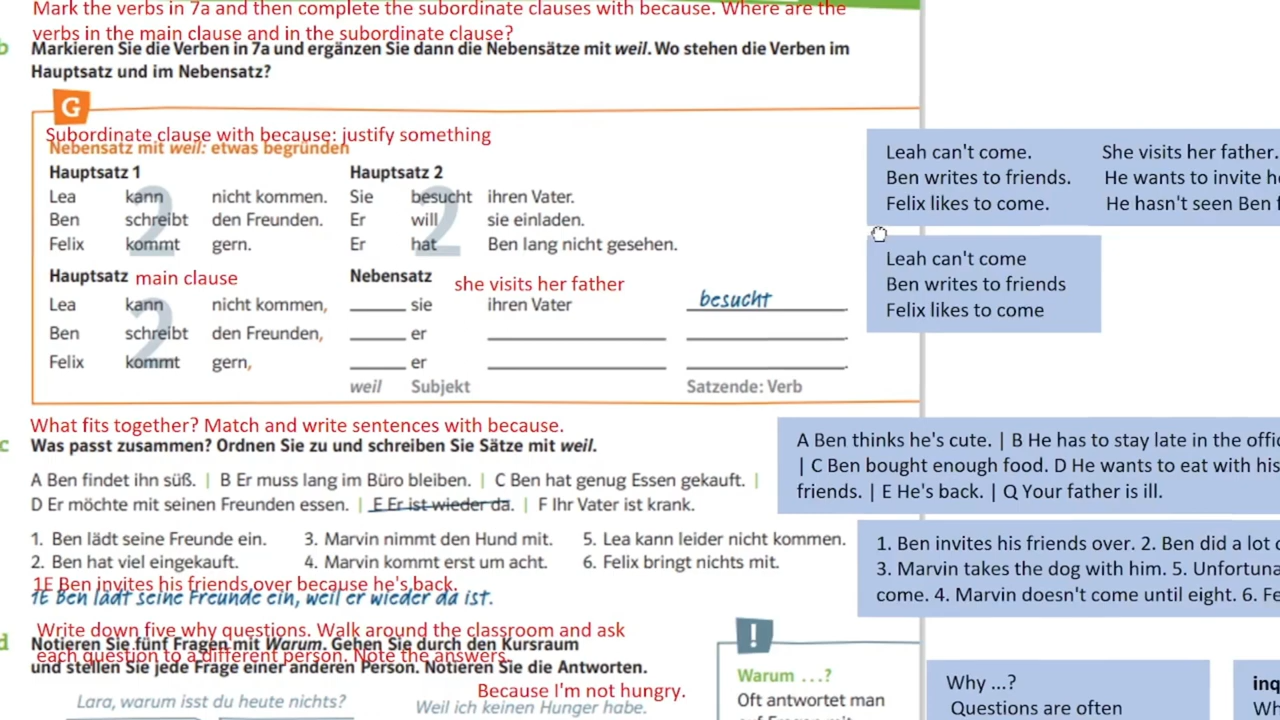 Mark the verbs in 7a and then complete the subordinate clauses with because. Where are the
verbs in the main clause and in the subordinate clause?
b Markieren Sie die Verben in 7a und ergänzen Sie dann die Nebensätze mit weil. Wo stehen die Verben im
Hauptsatz und im Nebensatz?
G
Subordinate clause with because: justify something
Nebensatz mit weil: etwas begründen
Hauptsatz 1 Hauptsatz 2
Lea kann nicht kommen. Sie besucht ihren Vater.
Ben schreibt den Freunden. Er will sie einladen.
Felix kommt gern. Er hat Ben lang nicht gesehen.
2 2
Hauptsatz main clause Nebensatz she visits her father
Lea kann nicht kommen, ______ sie ihren Vater besucht.
Ben schreibt den Freunden, ______ er ______ ______.
Felix kommt gern, ______ er ______ ______.
2
weil Subjekt Satzende: Verb
Leah can't come. She visits her father.
Ben writes to friends. He wants to invite
Felix likes to come. He hasn't seen Ben
Leah can't come
Ben writes to friends
Felix likes to come
What fits together? Match and write sentences with because.
c Was passt zusammen? Ordnen Sie zu und schreiben Sie Sätze mit weil.
A Ben findet ihn süß. | B Er muss lang im Büro bleiben. | C Ben hat genug Essen gekauft. |
D Er möchte mit seinen Freunden essen. | E Er ist wieder da. | F Ihr Vater ist krank.
A Ben thinks he's cute. | B He has to stay late in the
| C Ben bought enough food. D He wants to eat with his
friends. | E He's back. | Q Your father is ill.
1. Ben lädt seine Freunde ein. 3. Marvin nimmt den Hund mit. 5. Lea kann leider nicht kommen.
2. Ben hat viel eingekauft. 4. Marvin kommt erst um acht. 6. Felix bringt nichts mit.
1E Ben invites his friends over because he's back.
1E Ben lädt seine Freunde ein, weil er wieder da ist.
1. Ben invites his friends over. 2. Ben did a lot
3. Marvin takes the dog with him. 5.
come. 4. Marvin doesn't come until eight. 6.
Write down five why questions. Walk around the classroom and ask
each question to a different person. Note the answers.
d Notieren Sie fünf Fragen mit Warum. Gehen Sie durch den Kursraum
und stellen Sie jede Frage einer anderen Person. Notieren Sie die Antworten.
Because I'm not hungry.
Lara, warum isst du heute nichts? Weil ich keinen Hunger habe.
!
Warum ...?
Oft antwortet man
auf Fragen mit
Why ...?
Questions are often